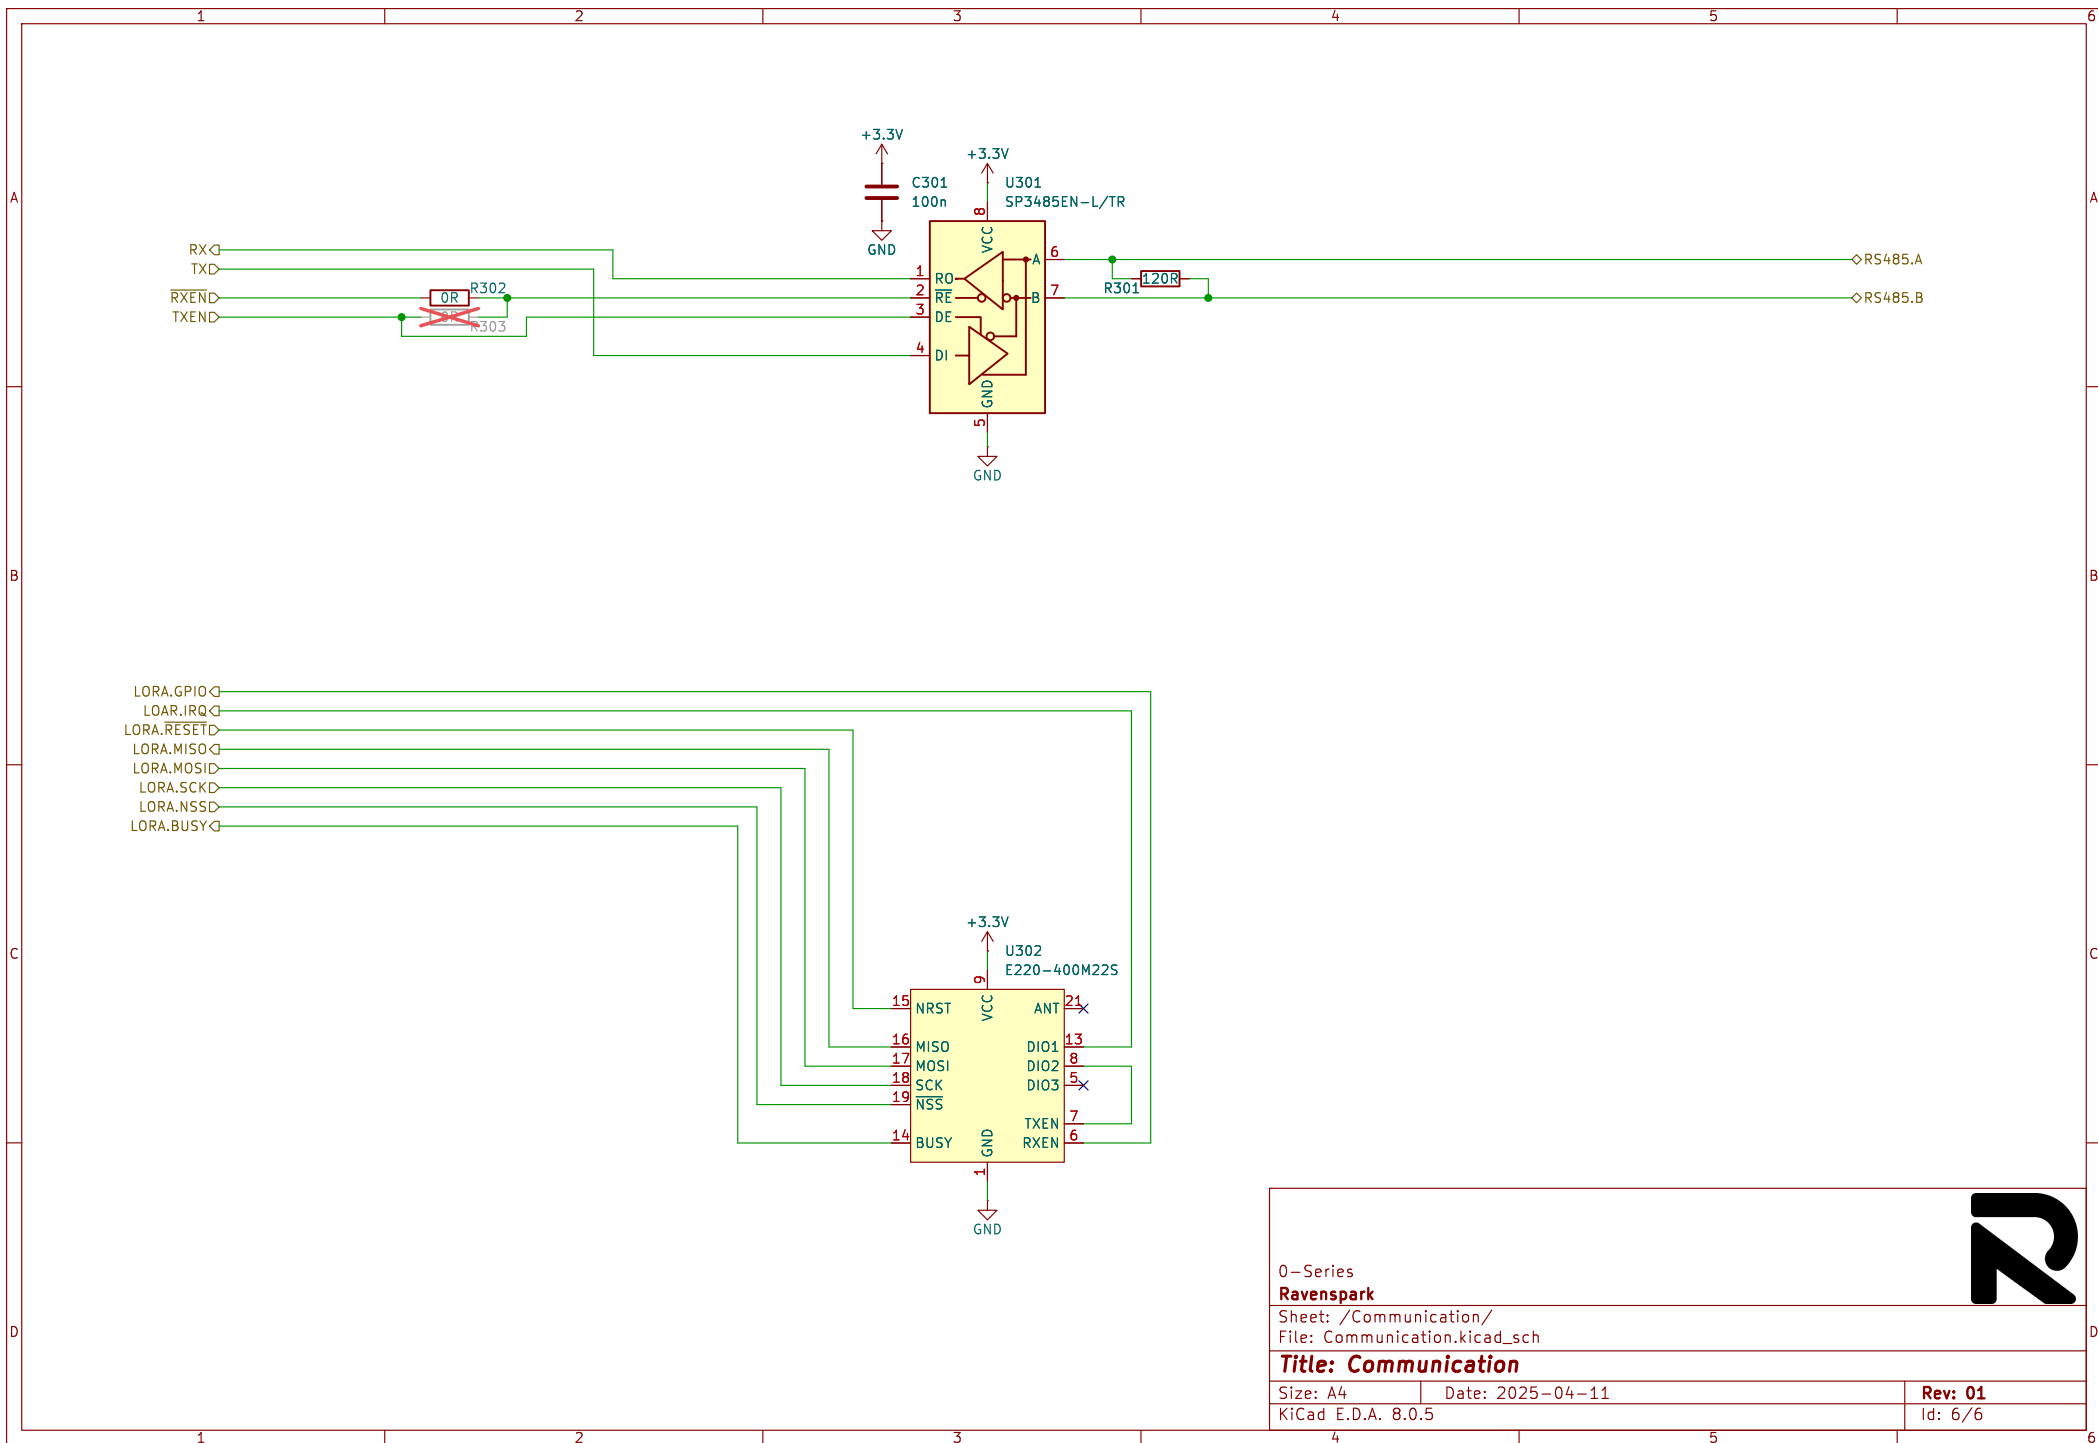 1 2 3 4 5 6
A A
+3.3V
+3.3V
C301
100n
U301
SP3485EN-L/TR
8
VCC
RX
TX
RXEN
TXEN
0R R302
R303
1 RO
2 RE
3 DE
4 DI
A 6
B 7
GND
5
GND
GND
R301 120R
RS485.A
RS485.B
B B
LORA.GPIO
LOAR.IRQ
LORA.RESET
LORA.MISO
LORA.MOSI
LORA.SCK
LORA.NSS
LORA.BUSY
C C
+3.3V
U302
E220-400M22S
9
VCC
15 NRST ANT 21
16 MISO DIO1 13
17 MOSI DIO2 8
18 SCK DIO3 5
19 NSS
TXEN 7
14 BUSY RXEN 6
GND
1
GND
D D
0-Series
Ravenspark
Sheet: /Communication/
File: Communication.kicad_sch
Title: Communication
Size: A4 Date: 2025-04-11 Rev: 01
KiCad E.D.A. 8.0.5 Id: 6/6
1 2 3 4 5 6